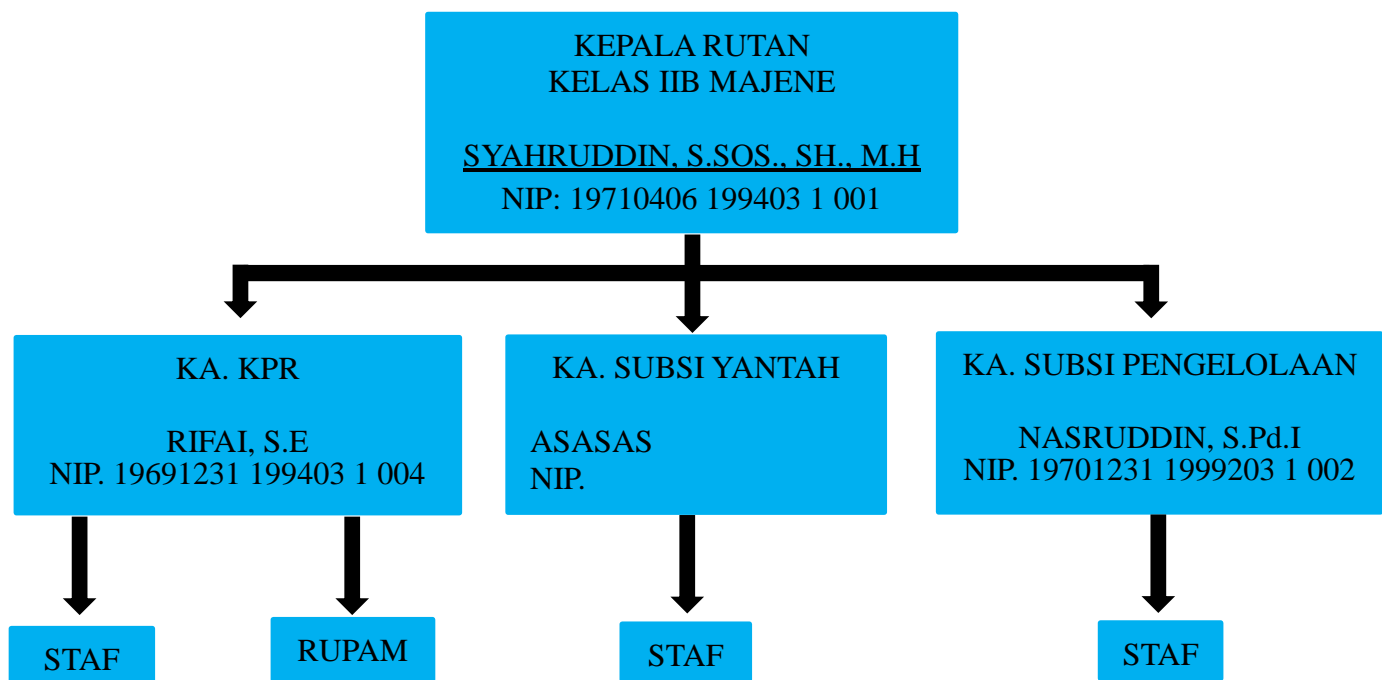 KEPALA RUTAN
KELAS IIB MAJENE
SYAHRUDDIN, S.SOS., SH., M.H
NIP: 19710406 199403 1 001
KA. KPR
RIFAI, S.E
NIP. 19691231 199403 1 004
KA. SUBSI YANTAH
ASASAS
NIP.
KA. SUBSI PENGELOLAAN
NASRUDDIN, S.Pd.I
NIP. 19701231 1999203 1 002
STAF
RUPAM
STAF
STAF